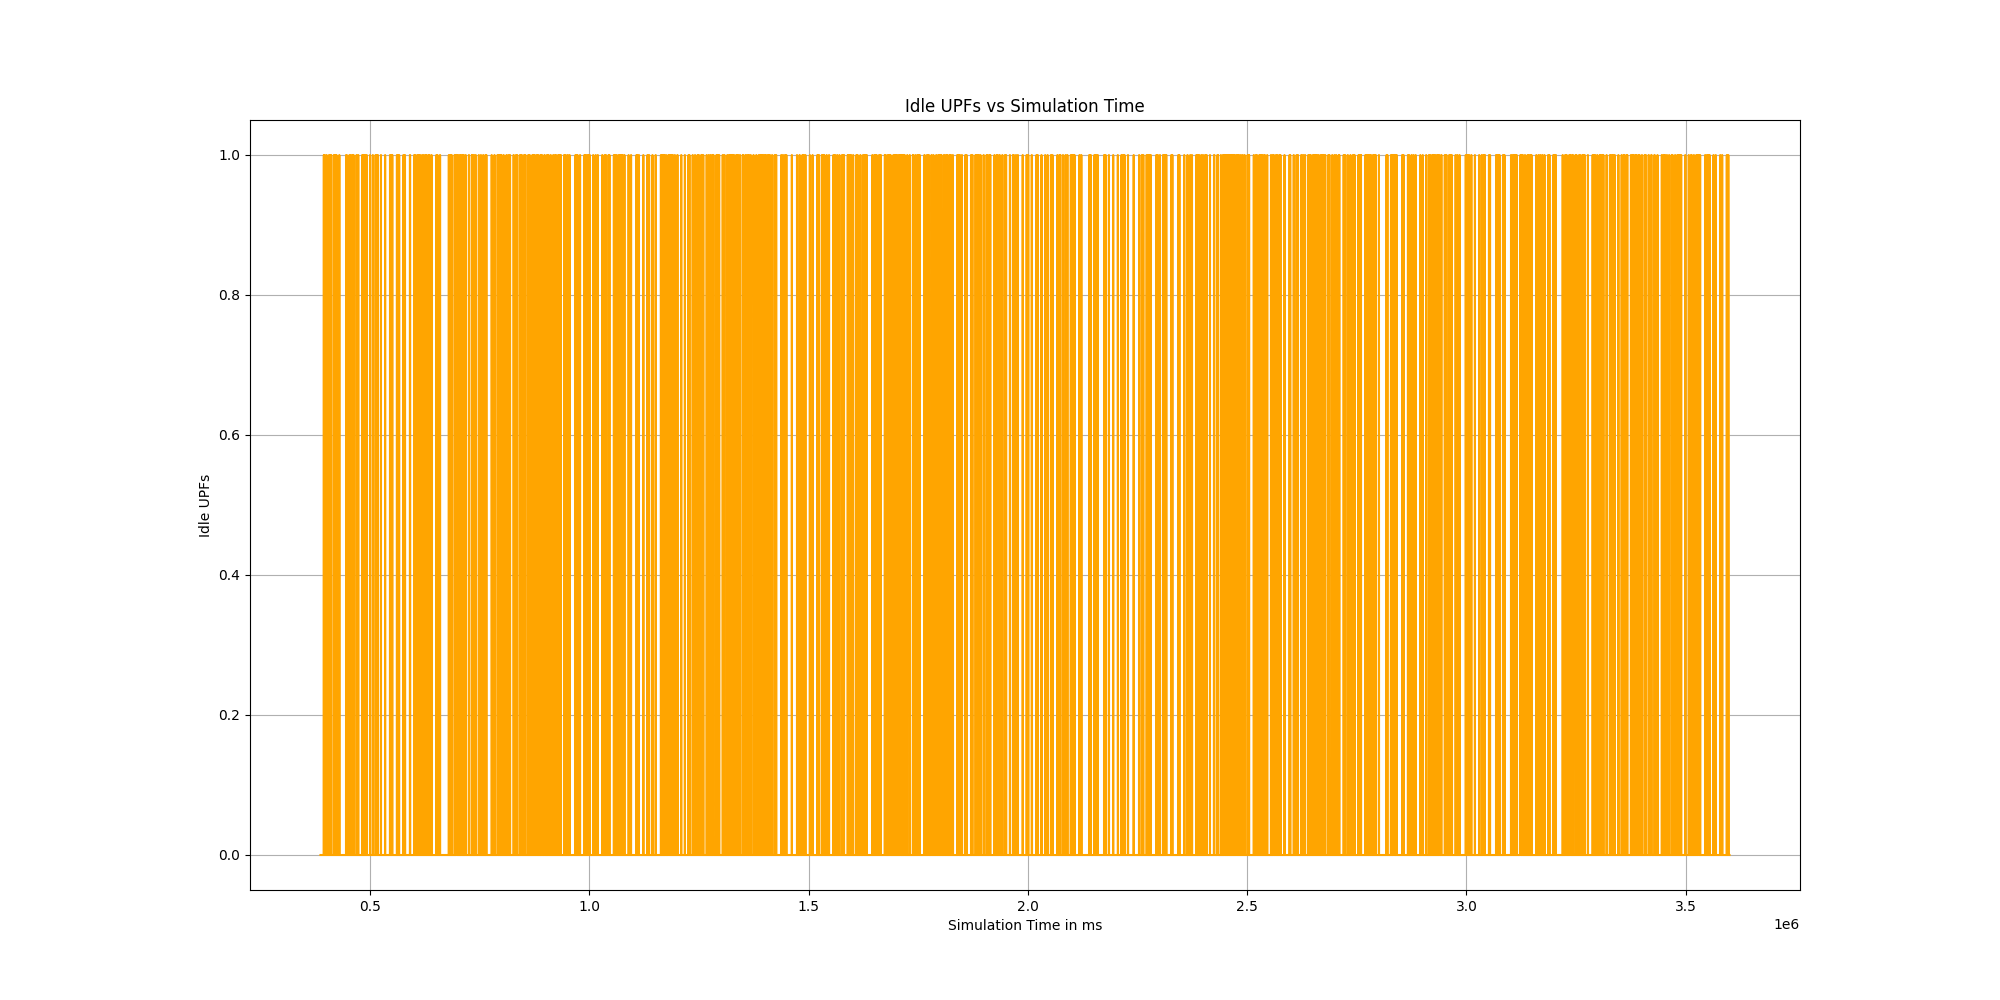 Idle UPFs vs Simulation Time
1.0
0.8
0.6
0.4
0.2
0.0
Idle UPFs
0.5 1.0 1.5 2.0 2.5 3.0 3.5
Simulation Time in ms
1e6